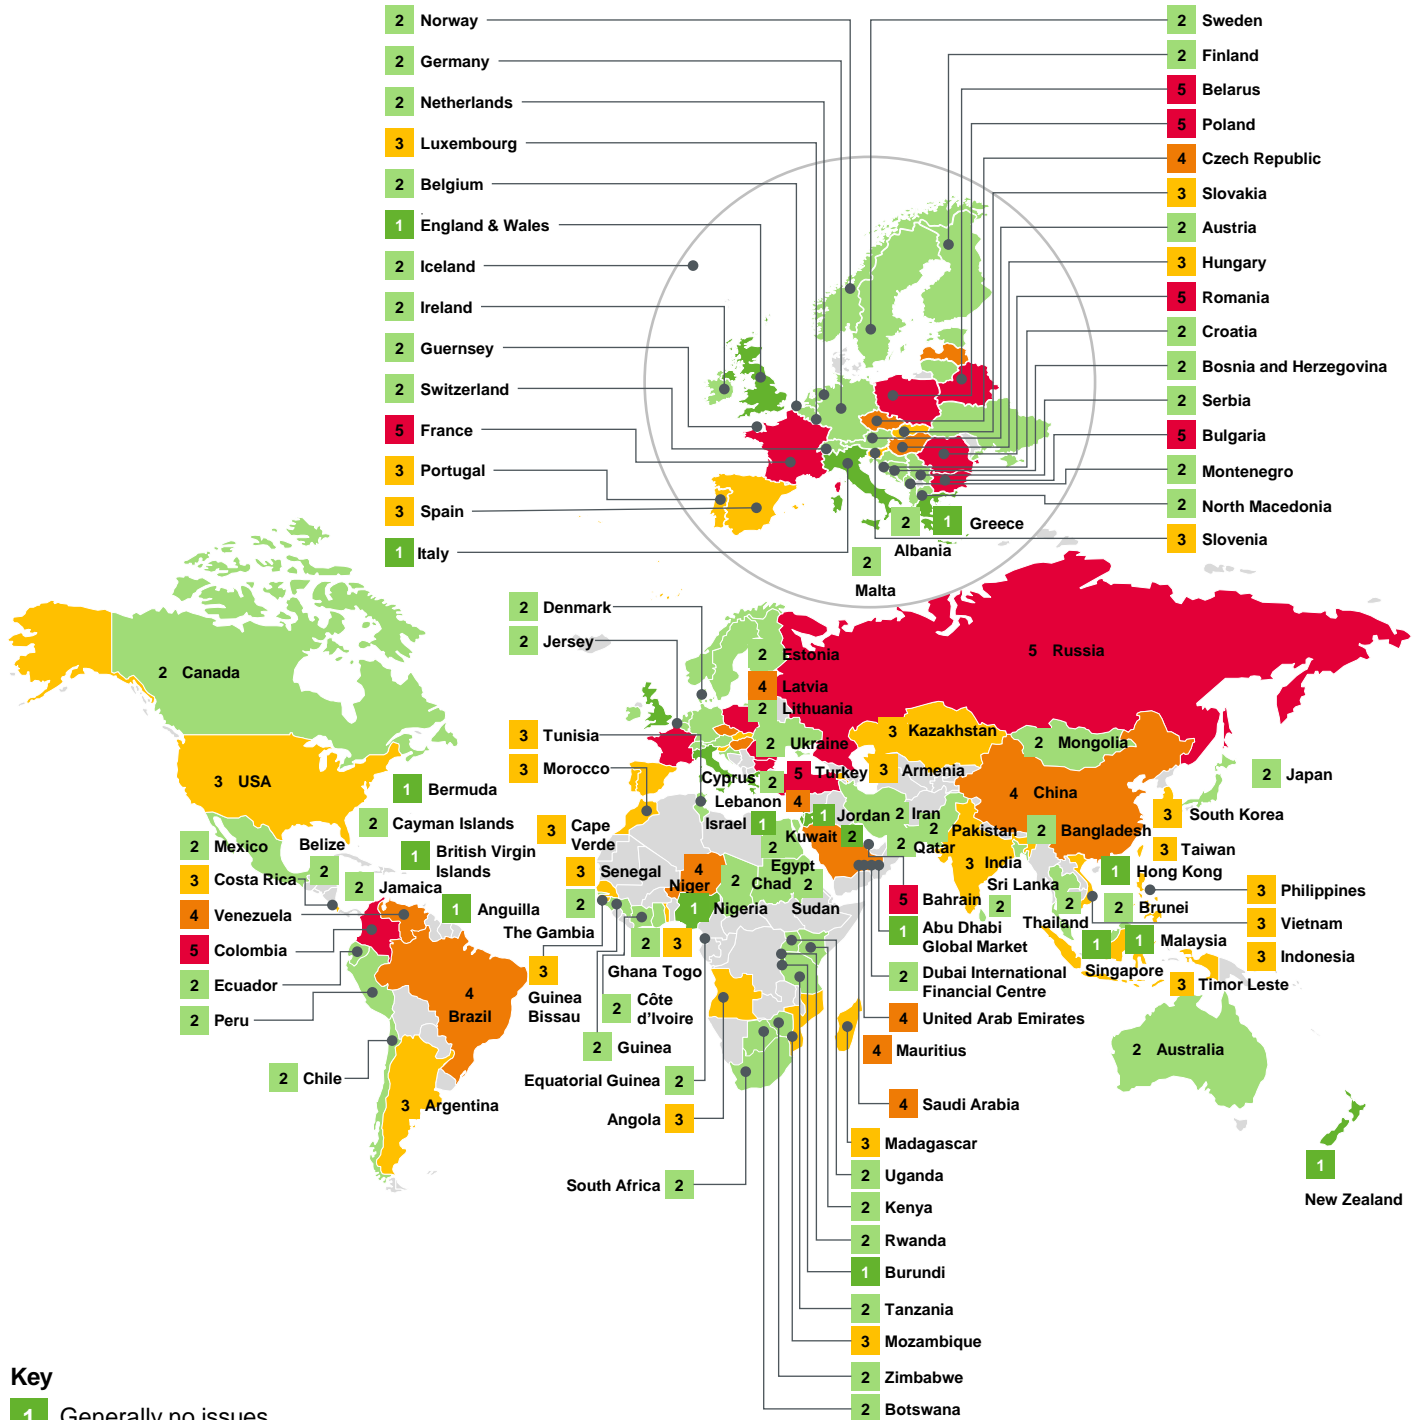 2 Norway
2 Germany
2 Netherlands
3 Luxembourg
2 Belgium
1 England & Wales
2 Iceland
2 Ireland
2 Guernsey
2 Switzerland
5 France
3 Portugal
3 Spain
1 Italy
2 Sweden
2 Finland
5 Belarus
5 Poland
4 Czech Republic
3 Slovakia
2 Austria
3 Hungary
5 Romania
2 Croatia
2 Bosnia and Herzegovina
2 Serbia
5 Bulgaria
2 Montenegro
2 North Macedonia
3 Slovenia
2
Albania
1 Greece
2
Malta
2 Denmark
2 Jersey
2 Estonia
4 Latvia
2 Lithuania
2 Ukraine
5 Russia
2 Canada
3 USA
1 Bermuda
2 Cayman Islands
1 British Virgin
Islands
2 Mexico
Belize
2
3 Costa Rica
2
Jamaica
4 Venezuela
1 Anguilla
5 Colombia
2 Ecuador
2 Peru
4
Brazil
2 Chile
3 Argentina
3 Tunisia
3 Morocco
3 Cape
Verde
3 Senegal
2
The Gambia
3
Guinea
Bissau
2 3
Ghana Togo
2 Côte
d’Ivoire
2 Guinea
Equatorial Guinea 2
Angola 3
South Africa 2
4
Niger
2 Chad
1 Nigeria
2
Sudan
2
Egypt
Cyprus 2
5 Turkey
Lebanon 4
Israel 1
1 Jordan
Kuwait 2
3 Kazakhstan
3 Armenia
2 Mongolia
4 China
2 Iran
2 Pakistan
2 Qatar
2 Bangladesh
3 India
Sri Lanka
2
2
Thailand
2 Japan
3 South Korea
3 Taiwan
1 Hong Kong
2 Brunei
3 Philippines
3 Vietnam
1
Singapore
1 Malaysia
3 Indonesia
3 Timor Leste
2 Australia
1
New Zealand
5 Bahrain
1 Abu Dhabi
Global Market
2 Dubai International
Financial Centre
4 United Arab Emirates
4 Mauritius
4 Saudi Arabia
3 Madagascar
2 Uganda
2 Kenya
2 Rwanda
1 Burundi
2 Tanzania
3 Mozambique
2 Zimbabwe
2 Botswana
Key
1 Generally no issues